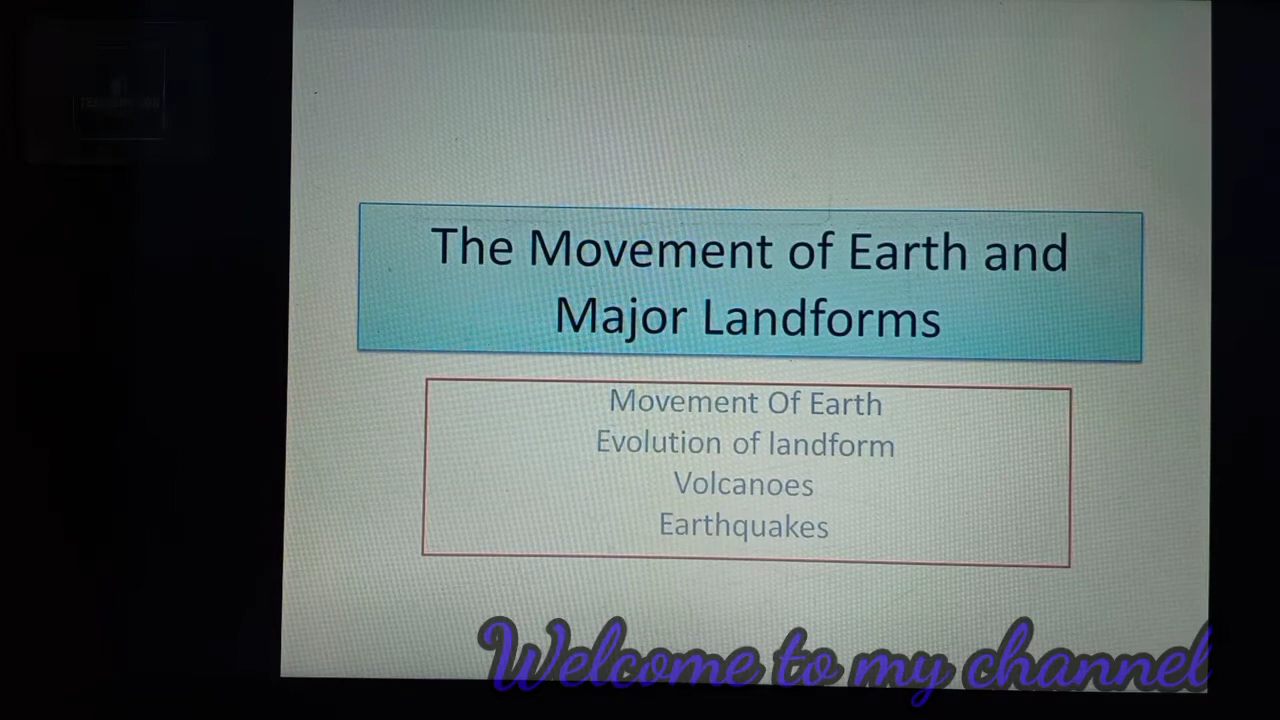 The Movement of Earth and
Major Landforms
Movement Of Earth
Evolution of landform
Volcanoes
Earthquakes
Welcome to my channel